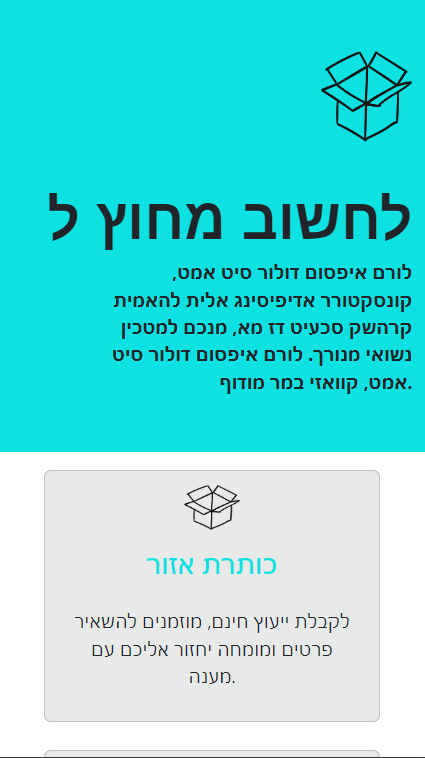 לחשוב מחוץ ל
לורם איפסום דולור סיט אמט,
קונסקטורר אדיפיסינג אלית להאמית
קרהשק סכעיט דז מא, מנכם למטכין
נשואי מנורך. לורם איפסום דולור סיט
אמט, קוואזי במר מודוף.
כותרת אזור
לקבלת ייעוץ חינם, מוזמנים להשאיר
פרטים ומומחה יחזור אליכם עם
מענה.